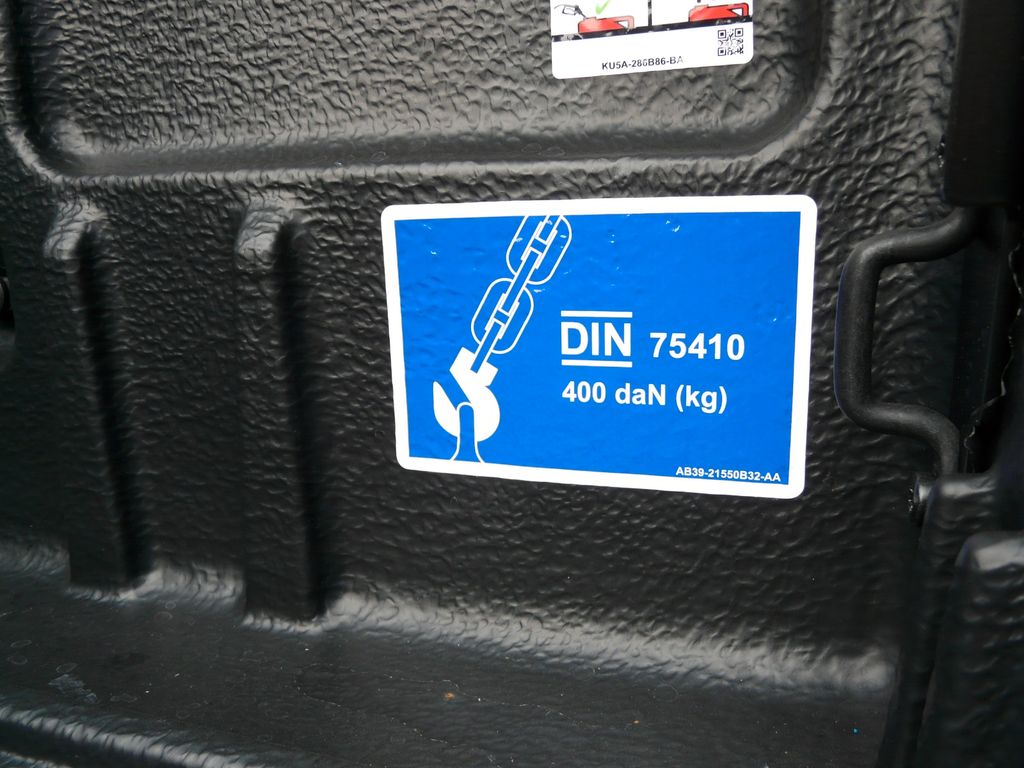 KU5A-286B86-BA
DIN 75410
400 daN (kg)
AB39-21550B32-AA